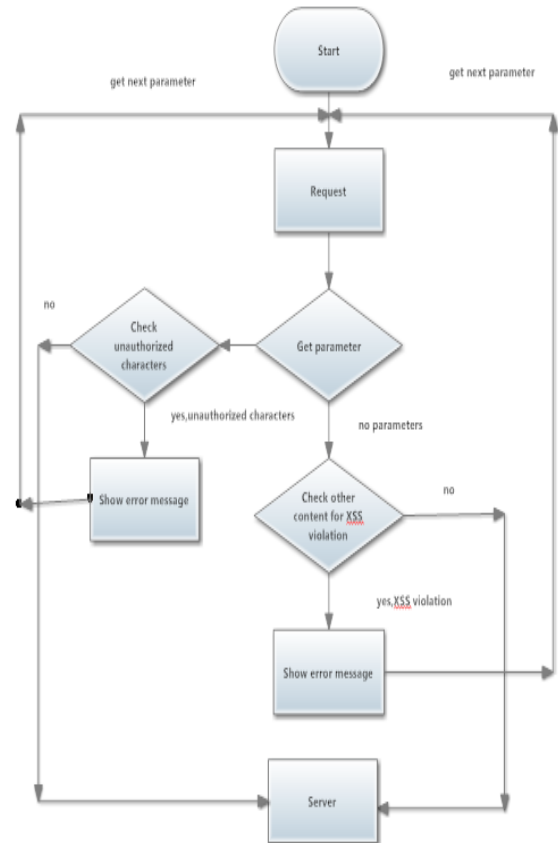 Start
get next parameter
get next parameter
Request
no
Check
unauthorized
characters
Get parameter
yes,unauthorized characters
no parameters
Show error message
Check other
content for XSS
violation
no
yes,XSS violation
Show error message
Server